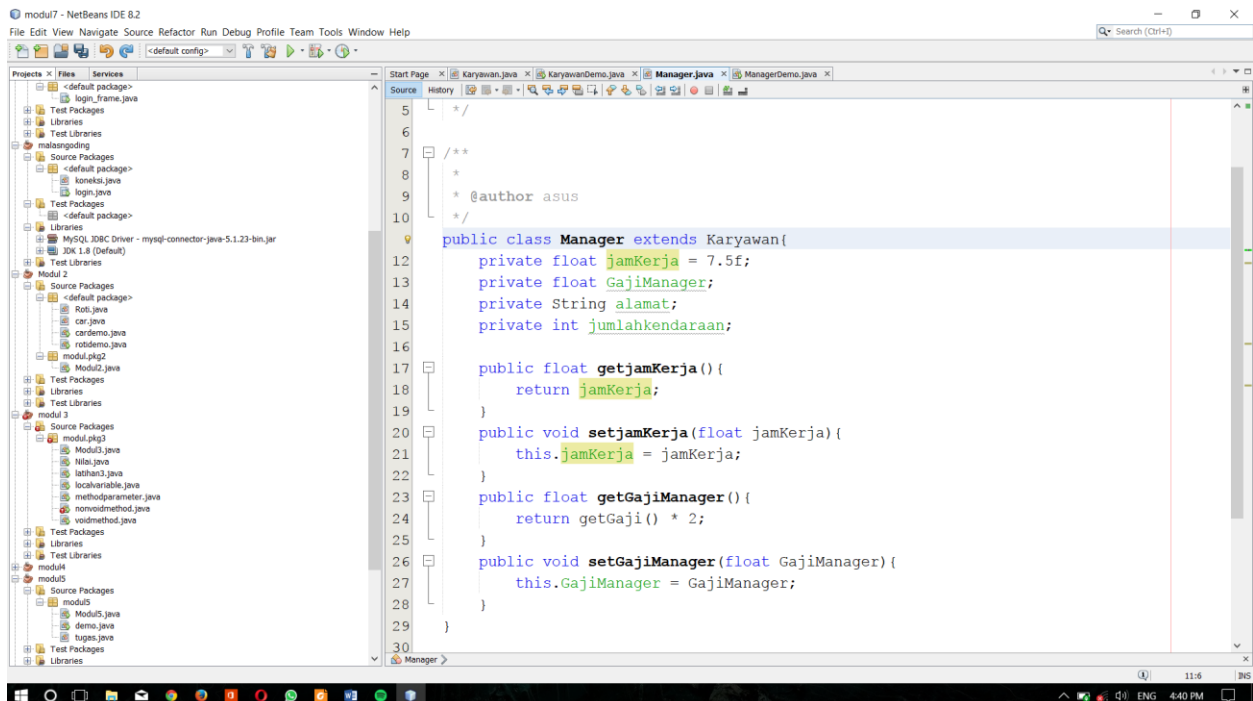 modul7 - NetBeans IDE 8.2
File Edit View Navigate Source Refactor Run Debug Profile Team Tools Window Help
Search (Ctrl+I)
<default config>
Projects Files Services
<default package>
login_frame.java
Test Packages
Libraries
Test Libraries
malasngoding
Source Packages
<default package>
koneksi.java
login.java
Test Packages
<default package>
Libraries
MySQL JDBC Driver - mysql-connector-java-5.1.23-bin.jar
JDK 1.8 (Default)
Test Libraries
Modul 2
Source Packages
<default package>
Roti.java
car.java
cardemo.java
rotidemo.java
modul.pkg2
Modul2.java
Test Packages
Libraries
Test Libraries
modul 3
Source Packages
modul.pkg3
Modul3.java
Nilai.java
latihan3.java
localvariable.java
methodparameter.java
nonvoidmethod.java
voidmethod.java
Test Packages
Libraries
Test Libraries
modul4
modul5
Source Packages
modul5
Modul5.java
demo.java
tugas.java
Test Packages
Libraries
Start Page Karyawan.java KaryawanDemo.java Manager.java ManagerDemo.java
Source History
5 */
6
7 /**
8 *
9 * @author asus
10 */
public class Manager extends Karyawan{
12 private float jamKerja = 7.5f;
13 private float GajiManager;
14 private String alamat;
15 private int jumlahkendaraan;
16
17 public float getjamKerja(){
18 return jamKerja;
19 }
20 public void setjamKerja(float jamKerja){
21 this.jamKerja = jamKerja;
22 }
23 public float getGajiManager(){
24 return getGaji() * 2;
25 }
26 public void setGajiManager(float GajiManager){
27 this.GajiManager = GajiManager;
28 }
29 }
30
Manager
11:6 INS
ENG 4:40 PM